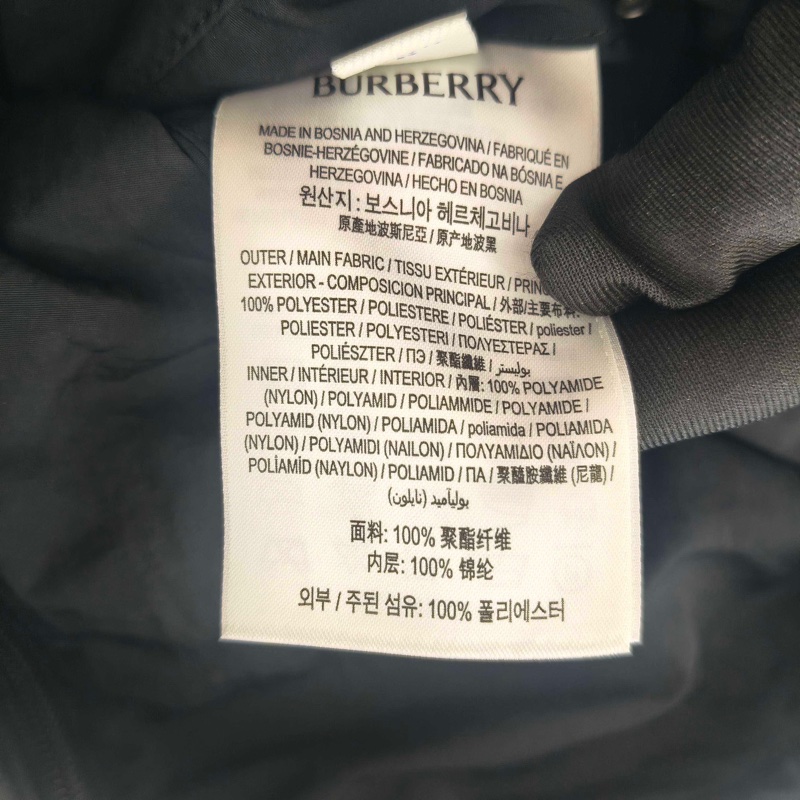 BURBERRY
MADE IN BOSNIA AND HERZEGOVINA / FABRIQUÉ EN
BOSNIE-HERZÉGOVINE / FABRICADO NA BÓSNIA E
HERZEGOVINA / HECHO EN BOSNIA
원산지 : 보스니아 헤르체고비나
原產地波斯尼亞 / 原产地波黑
OUTER / MAIN FABRIC / TISSU EXTÉRIEUR /
EXTERIOR - COMPOSICION PRINCIPAL / 外部/主要布料:
100% POLYESTER / POLIESTERE / POLIÉSTER / poliester /
POLIESTER / POLYESTERI / ΠΟΛΥΕΣΤΕΡΑΣ /
POLIÉSZTER / ПЭ / 聚酯纖維 / بوليستر
INNER / INTÉRIEUR / INTERIOR / 內層: 100% POLYAMIDE
(NYLON) / POLYAMID / POLIAMMIDE / POLYAMIDE /
POLYAMID (NYLON) / POLIAMIDA / poliamida / POLIAMIDA
(NYLON) / POLYAMIDI (NAILON) / ΠΟΛΥΑΜΙΔΙΟ (ΝΑΪΛΟΝ) /
POLİAMİD (NAYLON) / POLIAMID / ПА / 聚醯胺纖維 (尼龍) /
بوليآميد (نايلون)
面料: 100% 聚酯纤维
内层: 100% 锦纶
외부 / 주된 섬유: 100% 폴리에스터